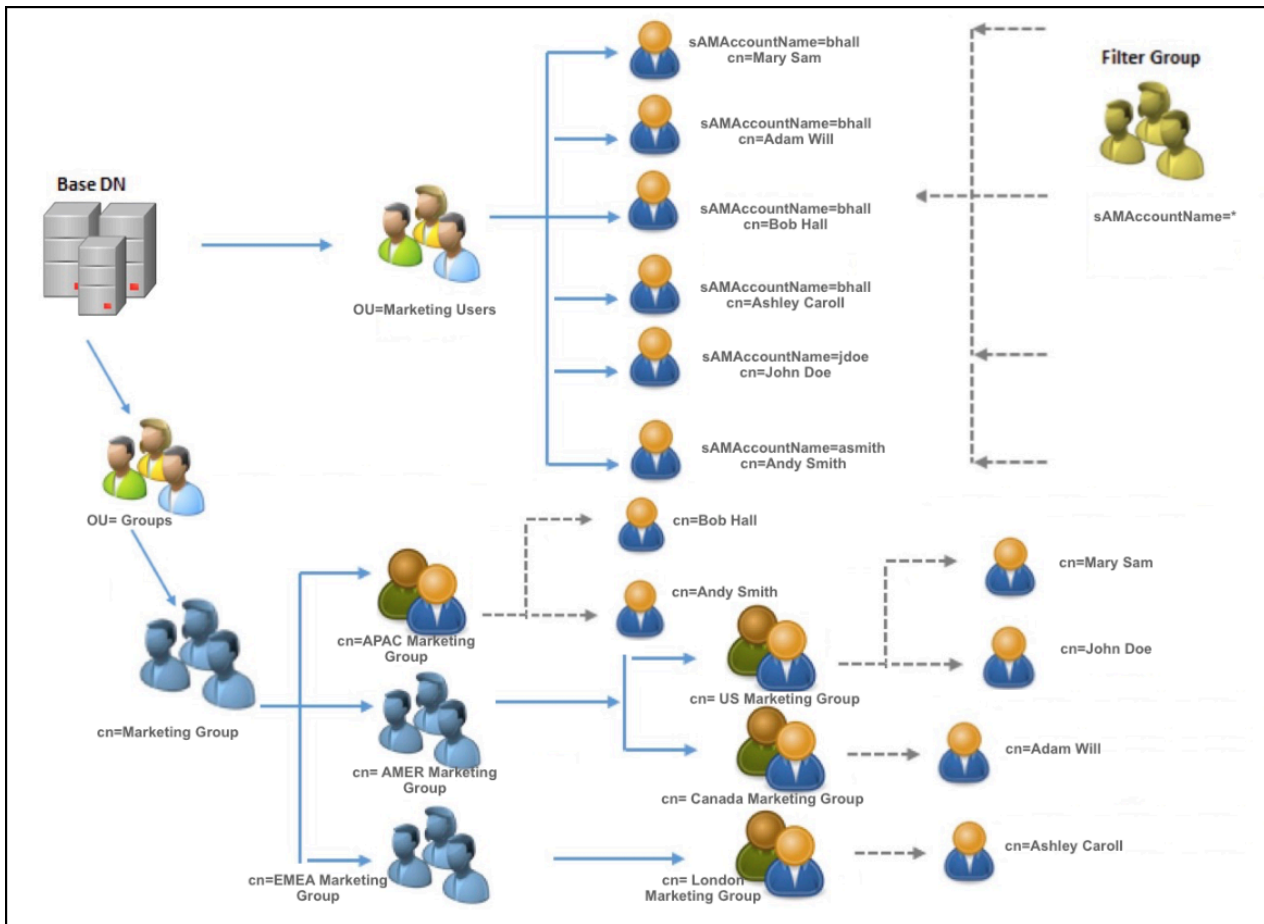 sAMAccountName=bhall
cn=Mary Sam
Filter Group
sAMAccountName=bhall
cn=Adam Will
Base DN
sAMAccountName=bhall
cn=Bob Hall
sAMAccountName=*
OU=Marketing Users
sAMAccountName=bhall
cn=Ashley Caroll
sAMAccountName=jdoe
cn=John Doe
sAMAccountName=asmith
cn=Andy Smith
OU= Groups
cn=Bob Hall
cn=Mary Sam
cn=Andy Smith
cn=APAC Marketing
Group
cn=John Doe
cn= US Marketing Group
cn=Marketing Group
cn=Adam Will
cn= AMER Marketing
Group
cn= Canada Marketing Group
cn=Ashley Caroll
cn=EMEA Marketing
Group
cn= London
Marketing Group